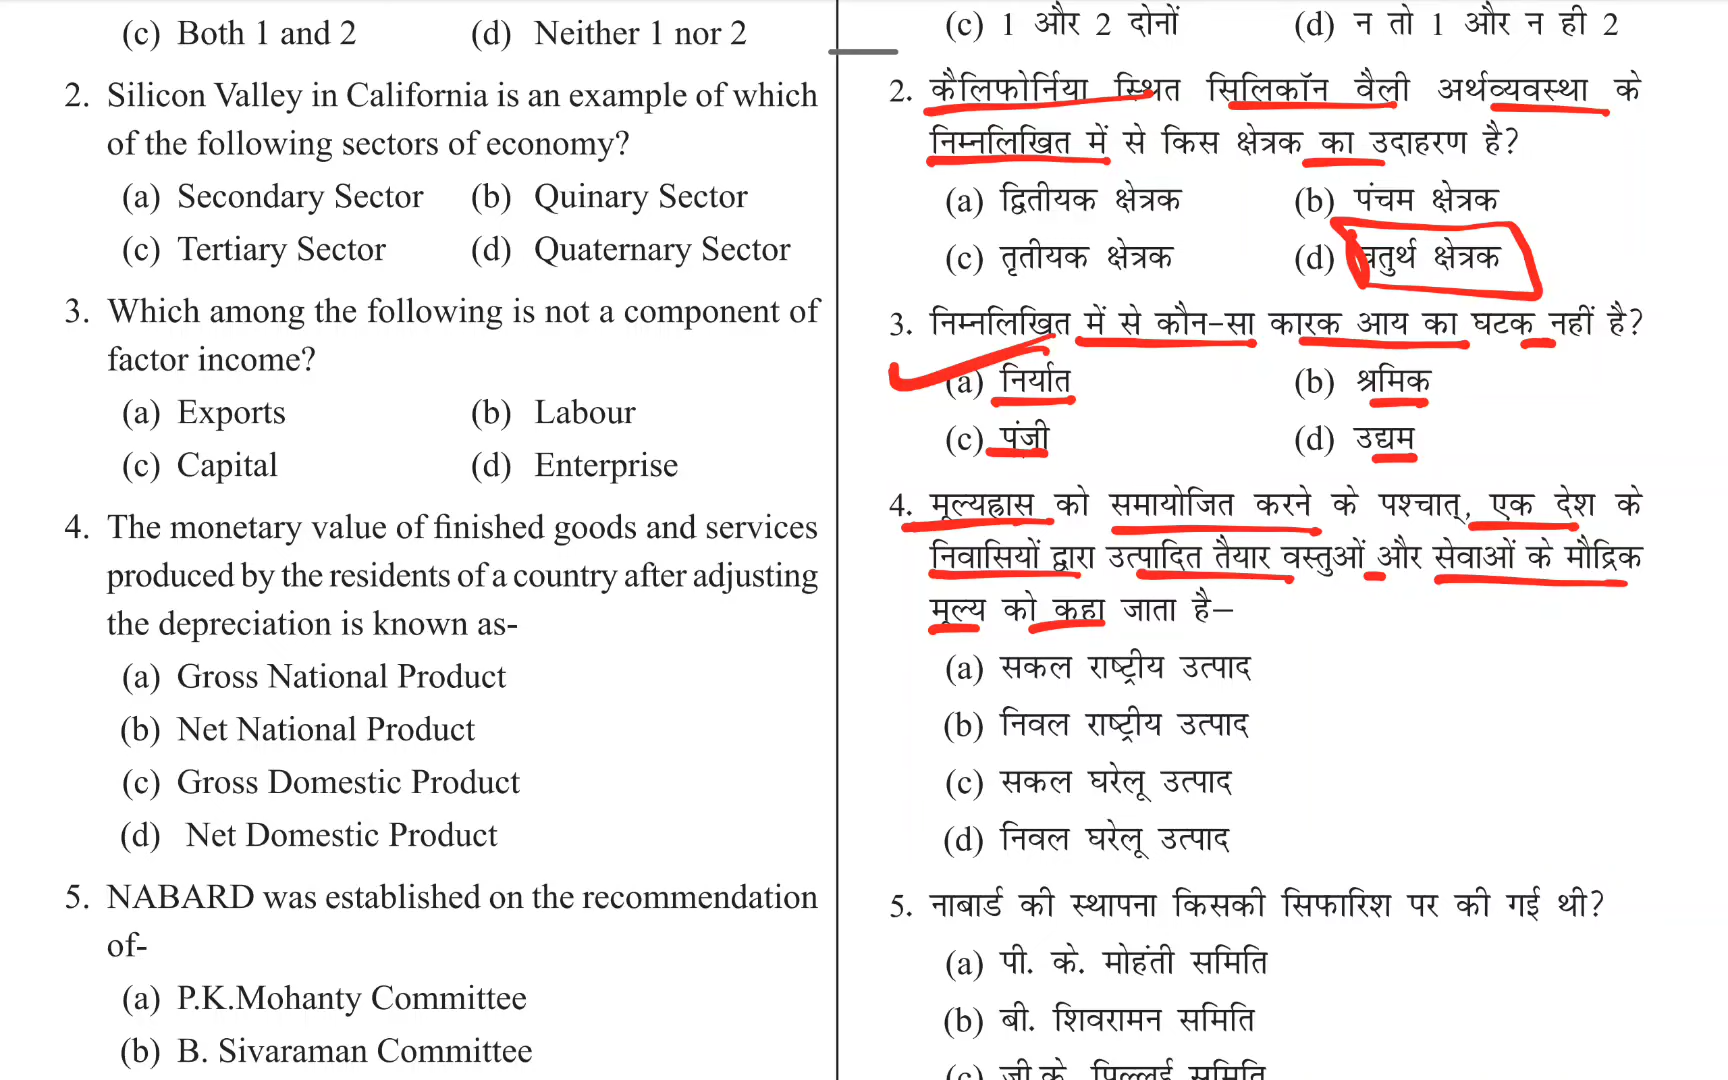 (c) Both 1 and 2 (d) Neither 1 nor 2
2. Silicon Valley in California is an example of which
of the following sectors of economy?
(a) Secondary Sector (b) Quinary Sector
(c) Tertiary Sector (d) Quaternary Sector
3. Which among the following is not a component of
factor income?
(a) Exports (b) Labour
(c) Capital (d) Enterprise
4. The monetary value of finished goods and services
produced by the residents of a country after adjusting
the depreciation is known as-
(a) Gross National Product
(b) Net National Product
(c) Gross Domestic Product
(d) Net Domestic Product
5. NABARD was established on the recommendation
of-
(a) P.K.Mohanty Committee
(b) B. Sivaraman Committee
(c) 1 और 2 दोनों (d) न तो 1 और न ही 2
2. कैलिफोर्निया स्थित सिलिकॉन वैली अर्थव्यवस्था के
निम्नलिखित में से किस क्षेत्रक का उदाहरण है?
(a) द्वितीयक क्षेत्रक (b) पंचम क्षेत्रक
(c) तृतीयक क्षेत्रक (d) चतुर्थ क्षेत्रक
3. निम्नलिखित में से कौन-सा कारक आय का घटक नहीं है?
(a) निर्यात (b) श्रमिक
(c) पूंजी (d) उद्यम
4. मूल्यह्रास को समायोजित करने के पश्चात्, एक देश के
निवासियों द्वारा उत्पादित तैयार वस्तुओं और सेवाओं के मौद्रिक
मूल्य को कहा जाता है–
(a) सकल राष्ट्रीय उत्पाद
(b) निवल राष्ट्रीय उत्पाद
(c) सकल घरेलू उत्पाद
(d) निवल घरेलू उत्पाद
5. नाबार्ड की स्थापना किसकी सिफारिश पर की गई थी?
(a) पी. के. मोहंती समिति
(b) बी. शिवरामन समिति
(c) जी.के. पिल्लई समिति